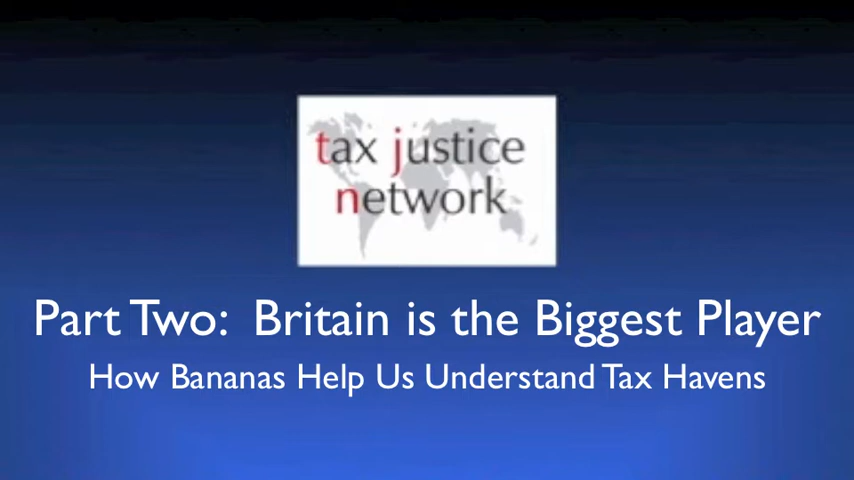 tax justice
network
Part Two: Britain is the Biggest Player
How Bananas Help Us Understand Tax Havens